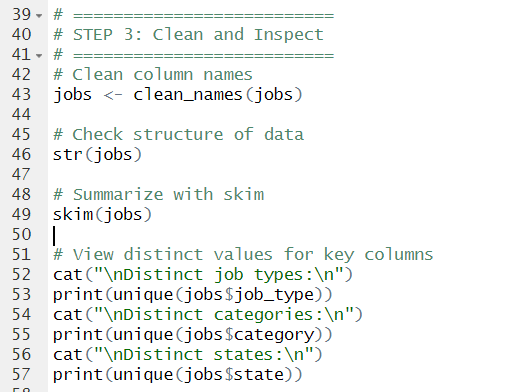 39 # ==========================
40 # STEP 3: Clean and Inspect
41 # ==========================
42 # Clean column names
43 jobs <- clean_names(jobs)
44
45 # Check structure of data
46 str(jobs)
47
48 # Summarize with skim
49 skim(jobs)
50
51 # View distinct values for key columns
52 cat("\nDistinct job types:\n")
53 print(unique(jobs$job_type))
54 cat("\nDistinct categories:\n")
55 print(unique(jobs$category))
56 cat("\nDistinct states:\n")
57 print(unique(jobs$state))